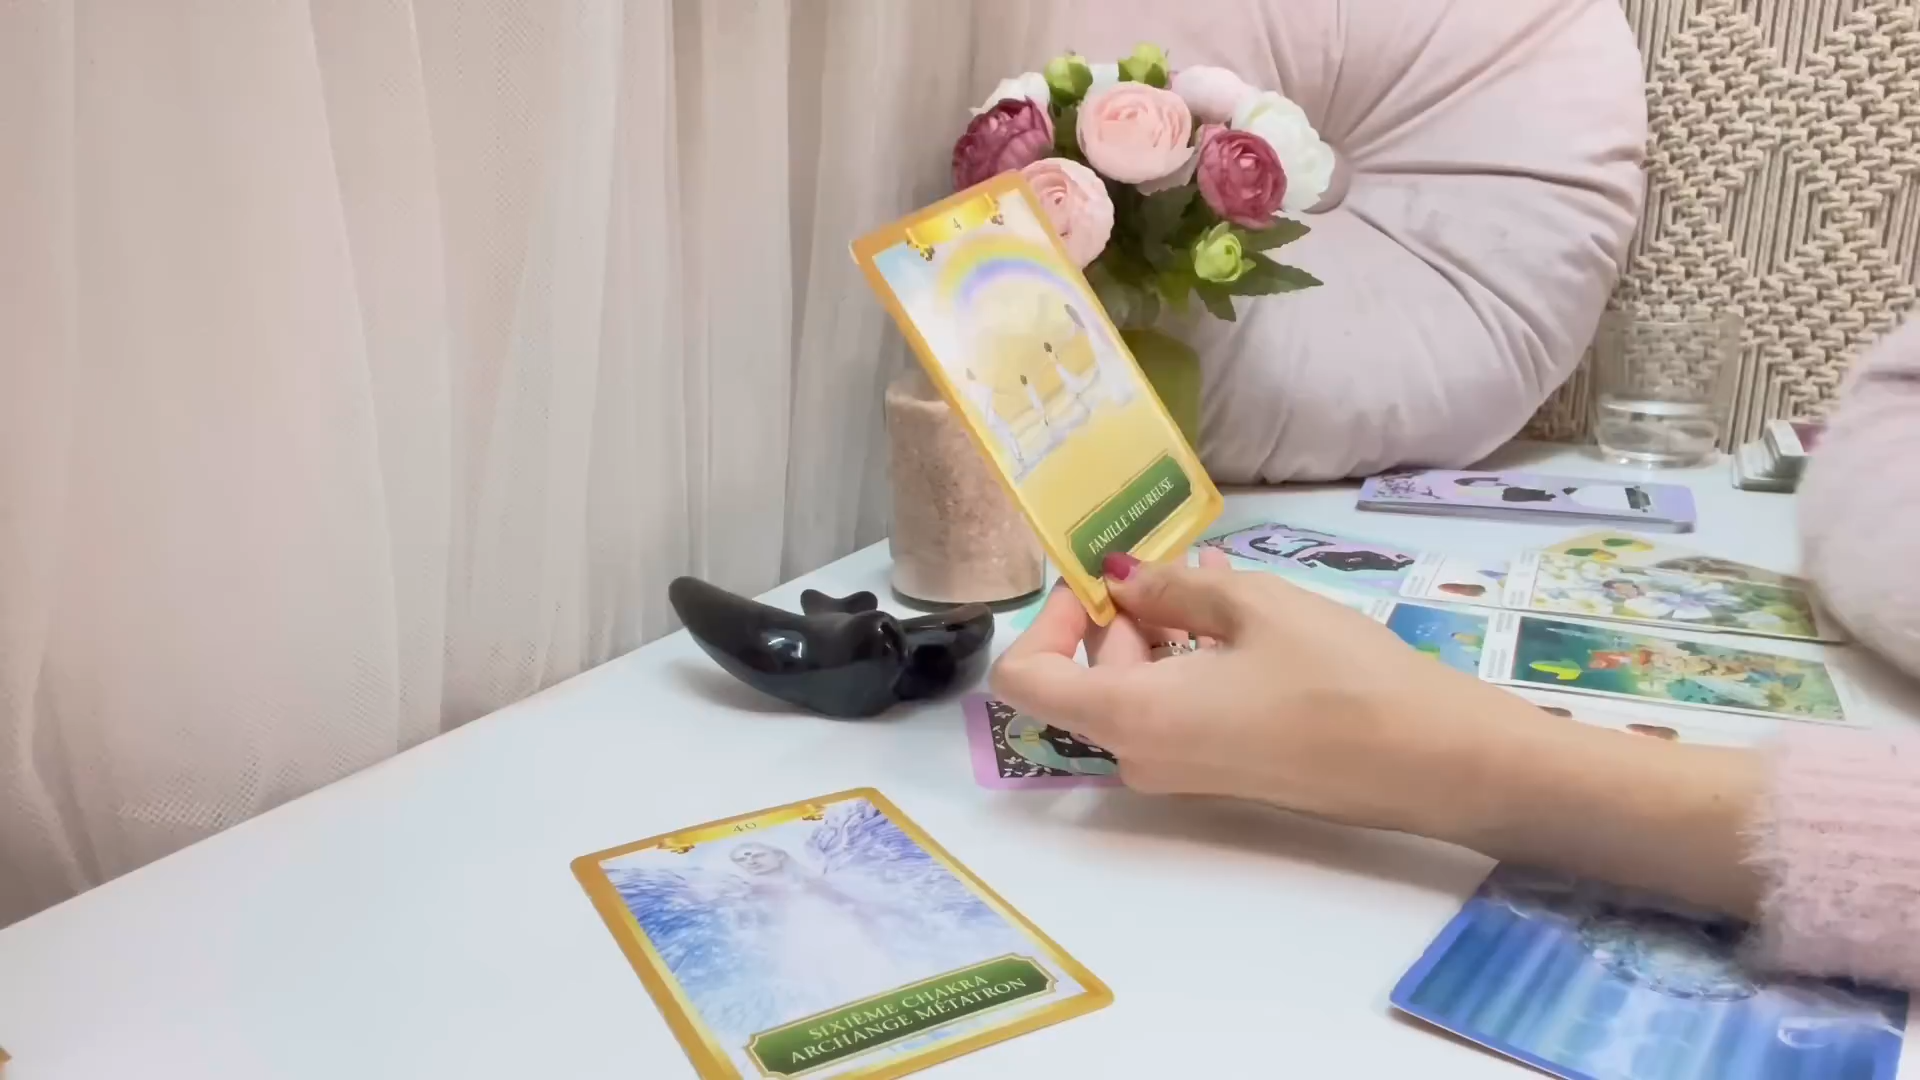 4
FAMILLE HEUREUSE
40
SIXIÈME CHAKRA
ARCHANGE MÉTATRON